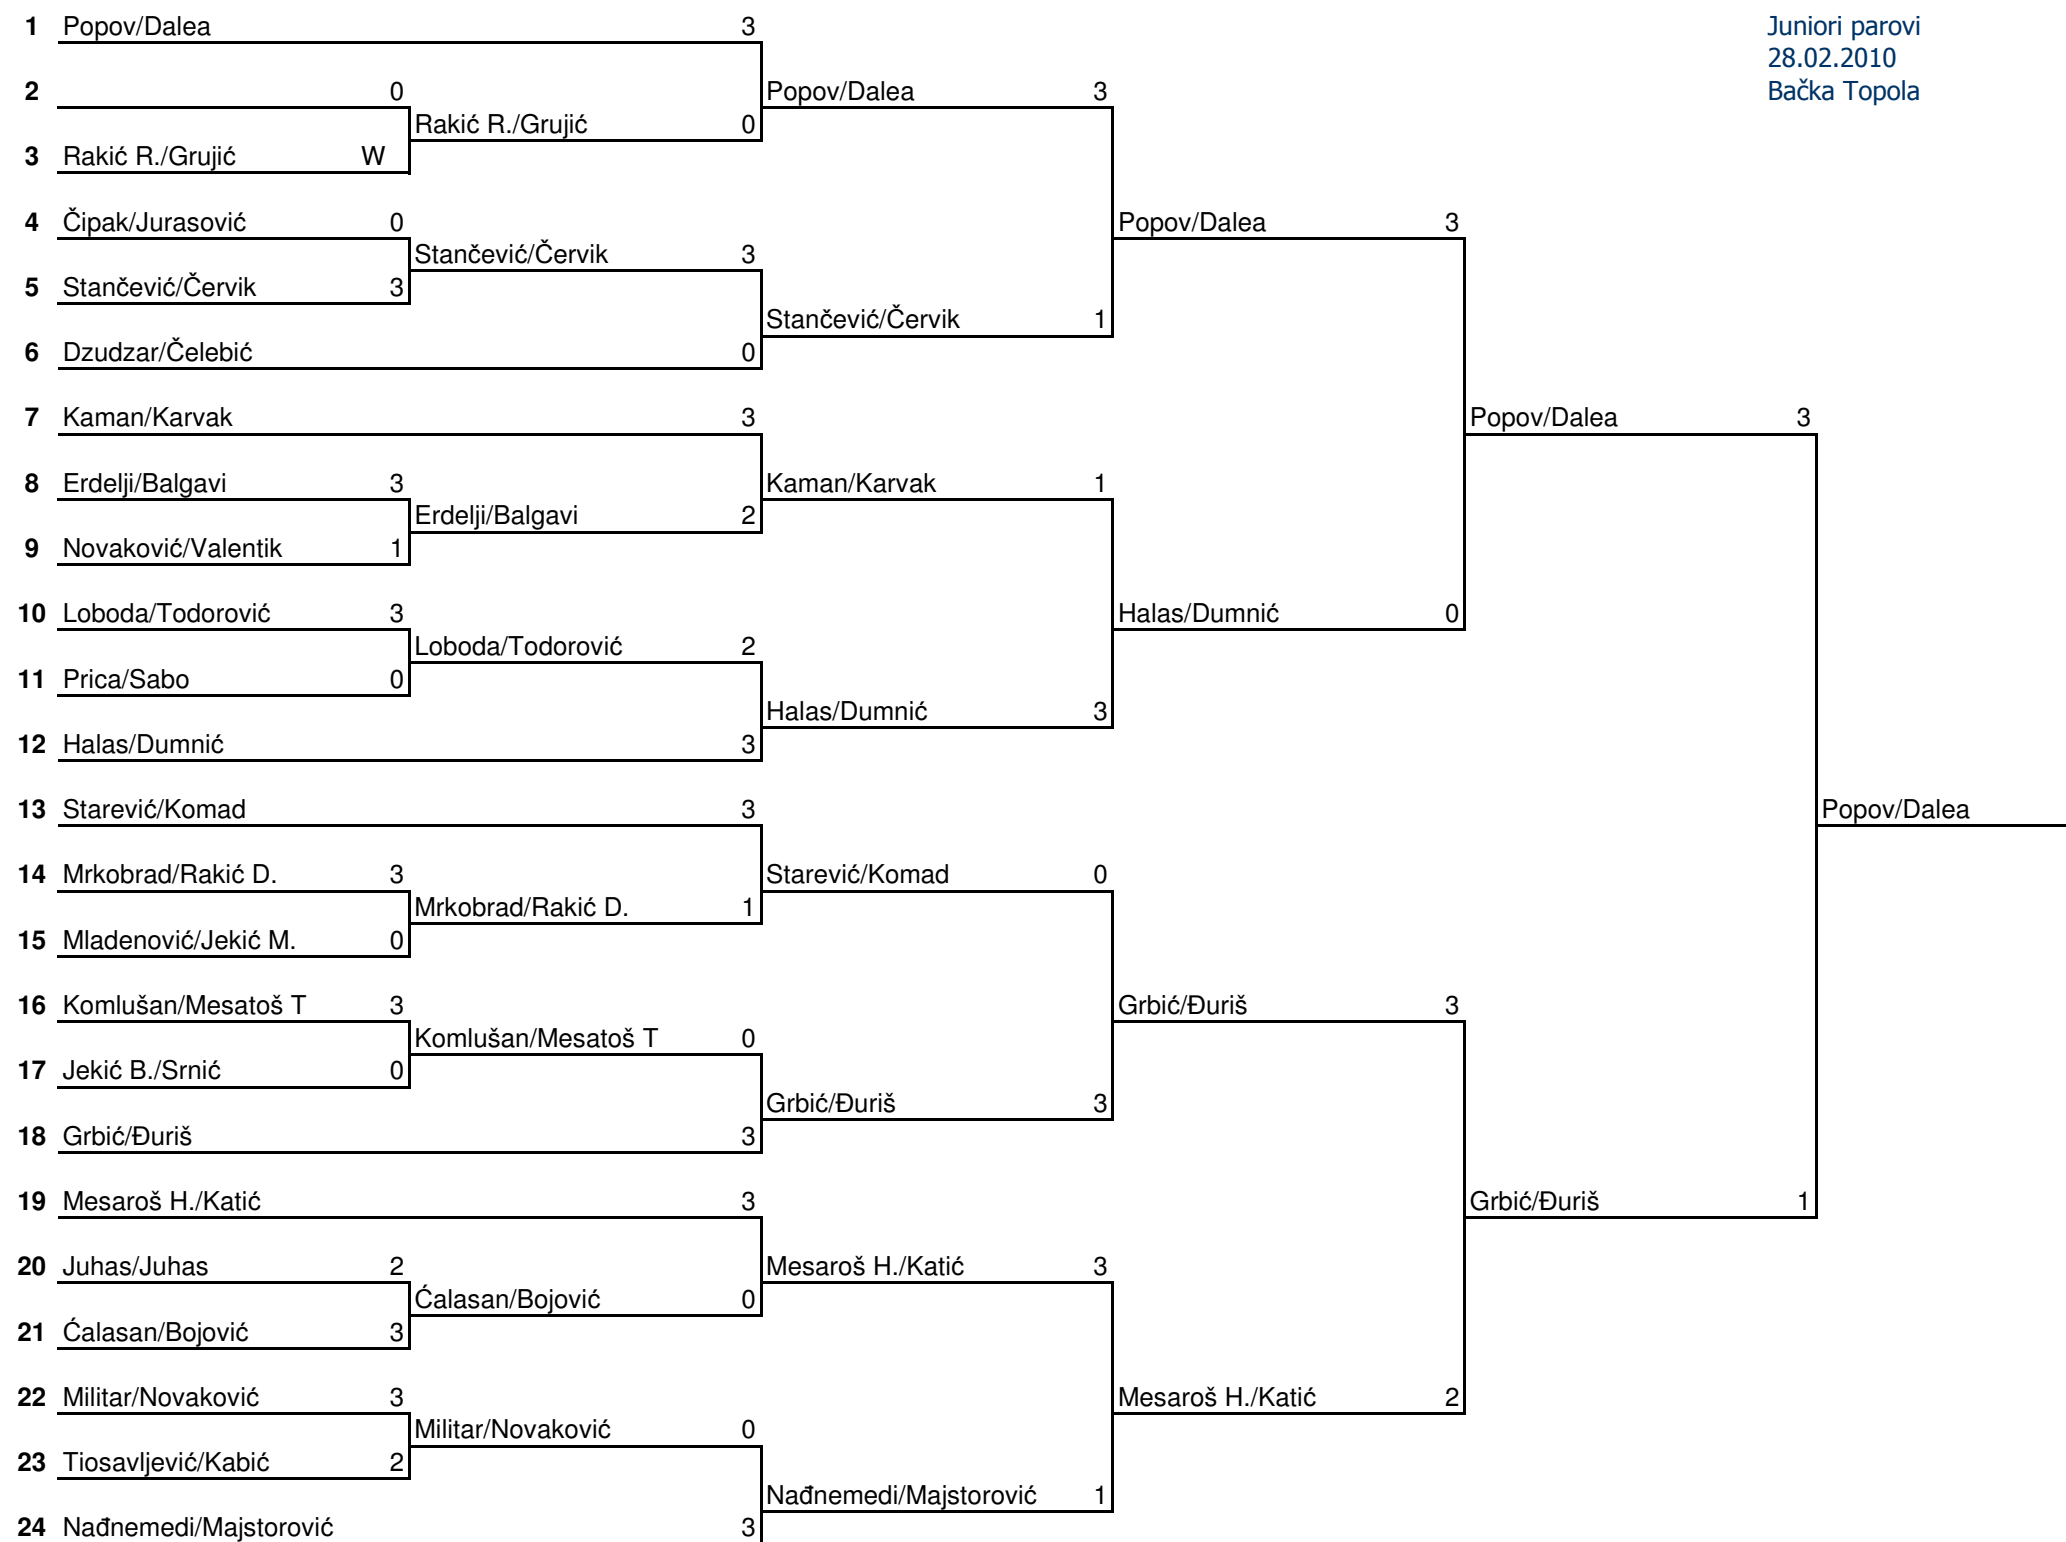 1 Popov/Dalea 3
Juniori parovi
28.02.2010
Bačka Topola
2 0 Popov/Dalea 3
Rakić R./Grujić 0
3 Rakić R./Grujić W
4 Čipak/Jurasović 0 Popov/Dalea 3
Stančević/Červik 3
5 Stančević/Červik 3
Stančević/Červik 1
6 Dzudzar/Čelebić 0
7 Kaman/Karvak 3 Popov/Dalea 3
8 Erdelji/Balgavi 3 Kaman/Karvak 1
Erdelji/Balgavi 2
9 Novaković/Valentik 1
10 Loboda/Todorović 3 Halas/Dumnić 0
Loboda/Todorović 2
11 Prica/Sabo 0
Halas/Dumnić 3
12 Halas/Dumnić 3
13 Starević/Komad 3 Popov/Dalea
14 Mrkobrad/Rakić D. 3 Starević/Komad 0
Mrkobrad/Rakić D. 1
15 Mladenović/Jekić M. 0
16 Komlušan/Mesatoš T 3 Grbić/Đuriš 3
Komlušan/Mesatoš T 0
17 Jekić B./Srnić 0
Grbić/Đuriš 3
18 Grbić/Đuriš 3
19 Mesaroš H./Katić 3 Grbić/Đuriš 1
20 Juhas/Juhas 2 Mesaroš H./Katić 3
Ćalasan/Bojović 0
21 Ćalasan/Bojović 3
22 Militar/Novaković 3 Mesaroš H./Katić 2
Militar/Novaković 0
23 Tiosavljević/Kabić 2
Nađnemedi/Majstorović 1
24 Nađnemedi/Majstorović 3